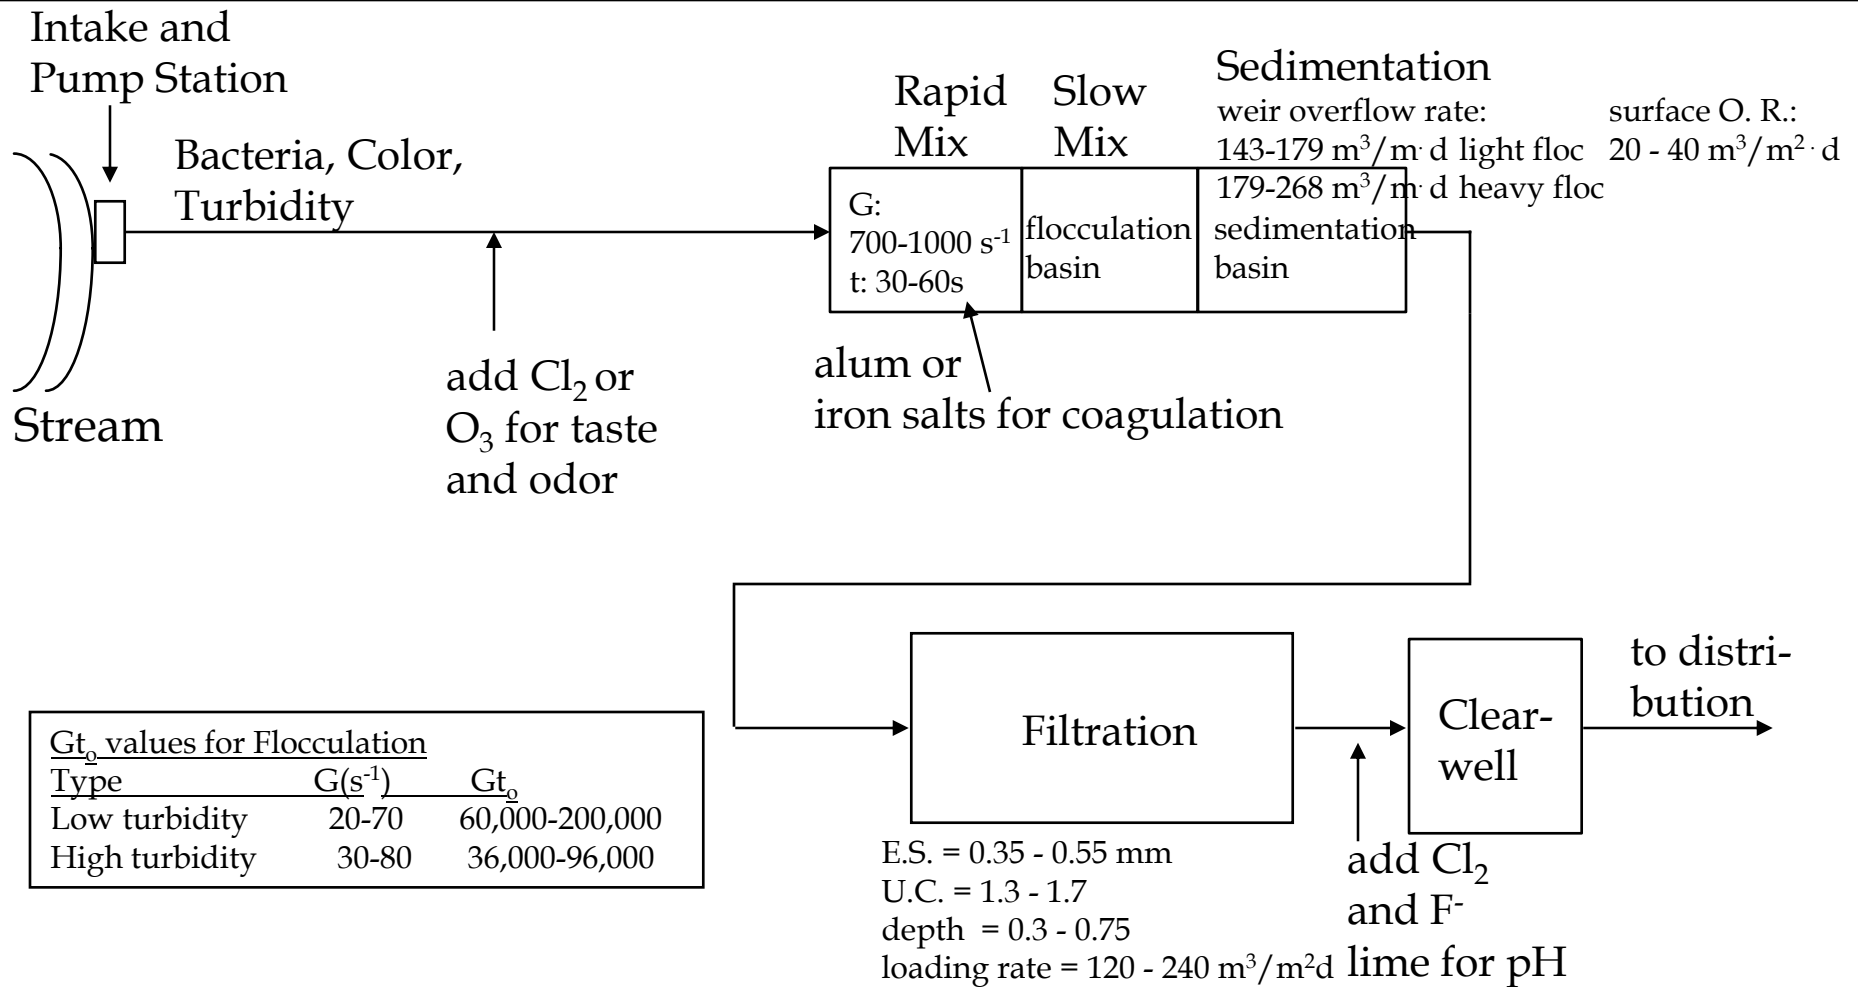 Intake and
Pump Station
Bacteria, Color,
Turbidity
Stream
add Cl₂ or
O₃ for taste
and odor
Rapid
Mix
Slow
Mix
Sedimentation
weir overflow rate:
143-179 m³/m· d light floc
179-268 m³/m· d heavy floc
surface O. R.:
20 - 40 m³/m² · d
G:
700-1000 s⁻¹
t: 30-60s
flocculation
basin
sedimentation
basin
alum or
iron salts for coagulation
Filtration
E.S. = 0.35 - 0.55 mm
U.C. = 1.3 - 1.7
depth = 0.3 - 0.75
loading rate = 120 - 240 m³/m²d
add Cl₂
and F⁻
lime for pH
Clear-
well
to distri-
bution
Gtₒ values for Flocculation
Type G(s⁻¹) Gtₒ
Low turbidity 20-70 60,000-200,000
High turbidity 30-80 36,000-96,000